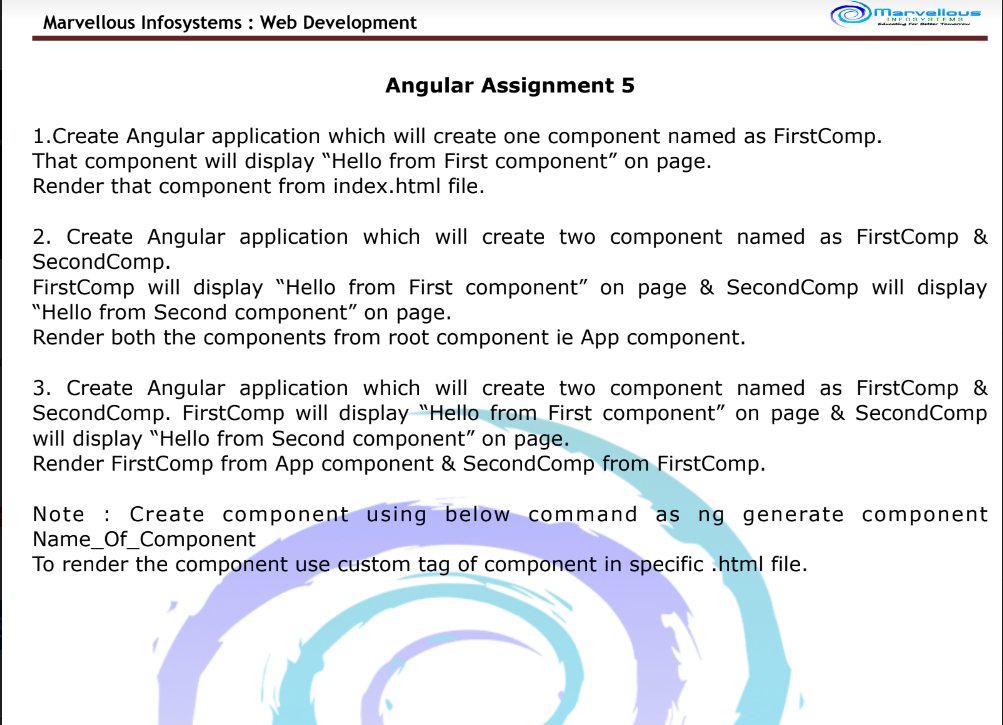 Marvellous Infosystems : Web Development
Marvellous
INFOSYSTEMS
Educating for Better Tomorrow
Angular Assignment 5
1.Create Angular application which will create one component named as FirstComp.
That component will display “Hello from First component” on page.
Render that component from index.html file.
2. Create Angular application which will create two component named as FirstComp &
SecondComp.
FirstComp will display “Hello from First component” on page & SecondComp will display
“Hello from Second component” on page.
Render both the components from root component ie App component.
3. Create Angular application which will create two component named as FirstComp &
SecondComp. FirstComp will display “Hello from First component” on page & SecondComp
will display “Hello from Second component” on page.
Render FirstComp from App component & SecondComp from FirstComp.
Note : Create component using below command as ng generate component
Name_Of_Component
To render the component use custom tag of component in specific .html file.